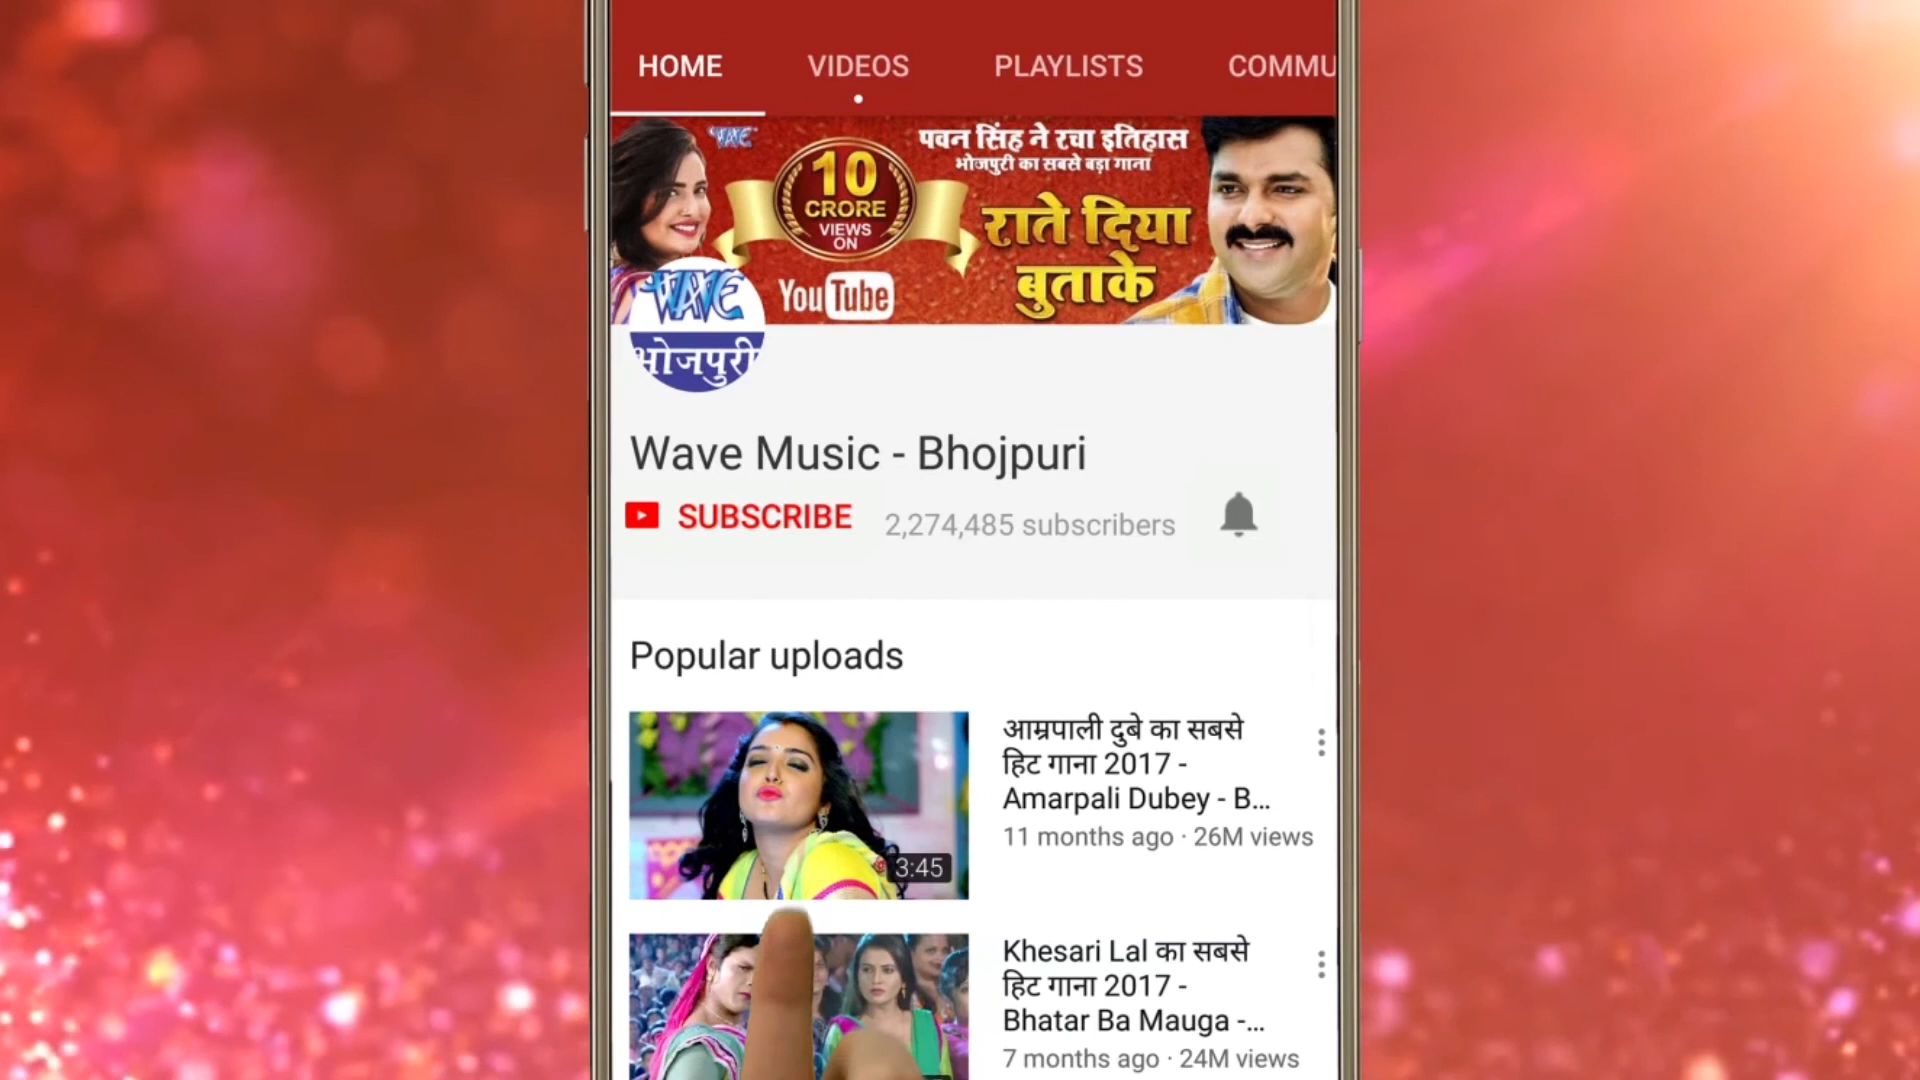 HOME VIDEOS PLAYLISTS COMMU
WAVE
पवन सिंह ने रचा इतिहास
भोजपुरी का सबसे बड़ा गाना
10
CRORE
VIEWS
ON
YouTube
राते दिया
बुताके
WAVE
भोजपुरी
Wave Music - Bhojpuri
SUBSCRIBE 2,274,485 subscribers
Popular uploads
आम्रपाली दुबे का सबसे
हिट गाना 2017 -
Amarpali Dubey - B...
11 months ago · 26M views
3:45
Khesari Lal का सबसे
हिट गाना 2017 -
Bhatar Ba Mauga -...
7 months ago · 24M views